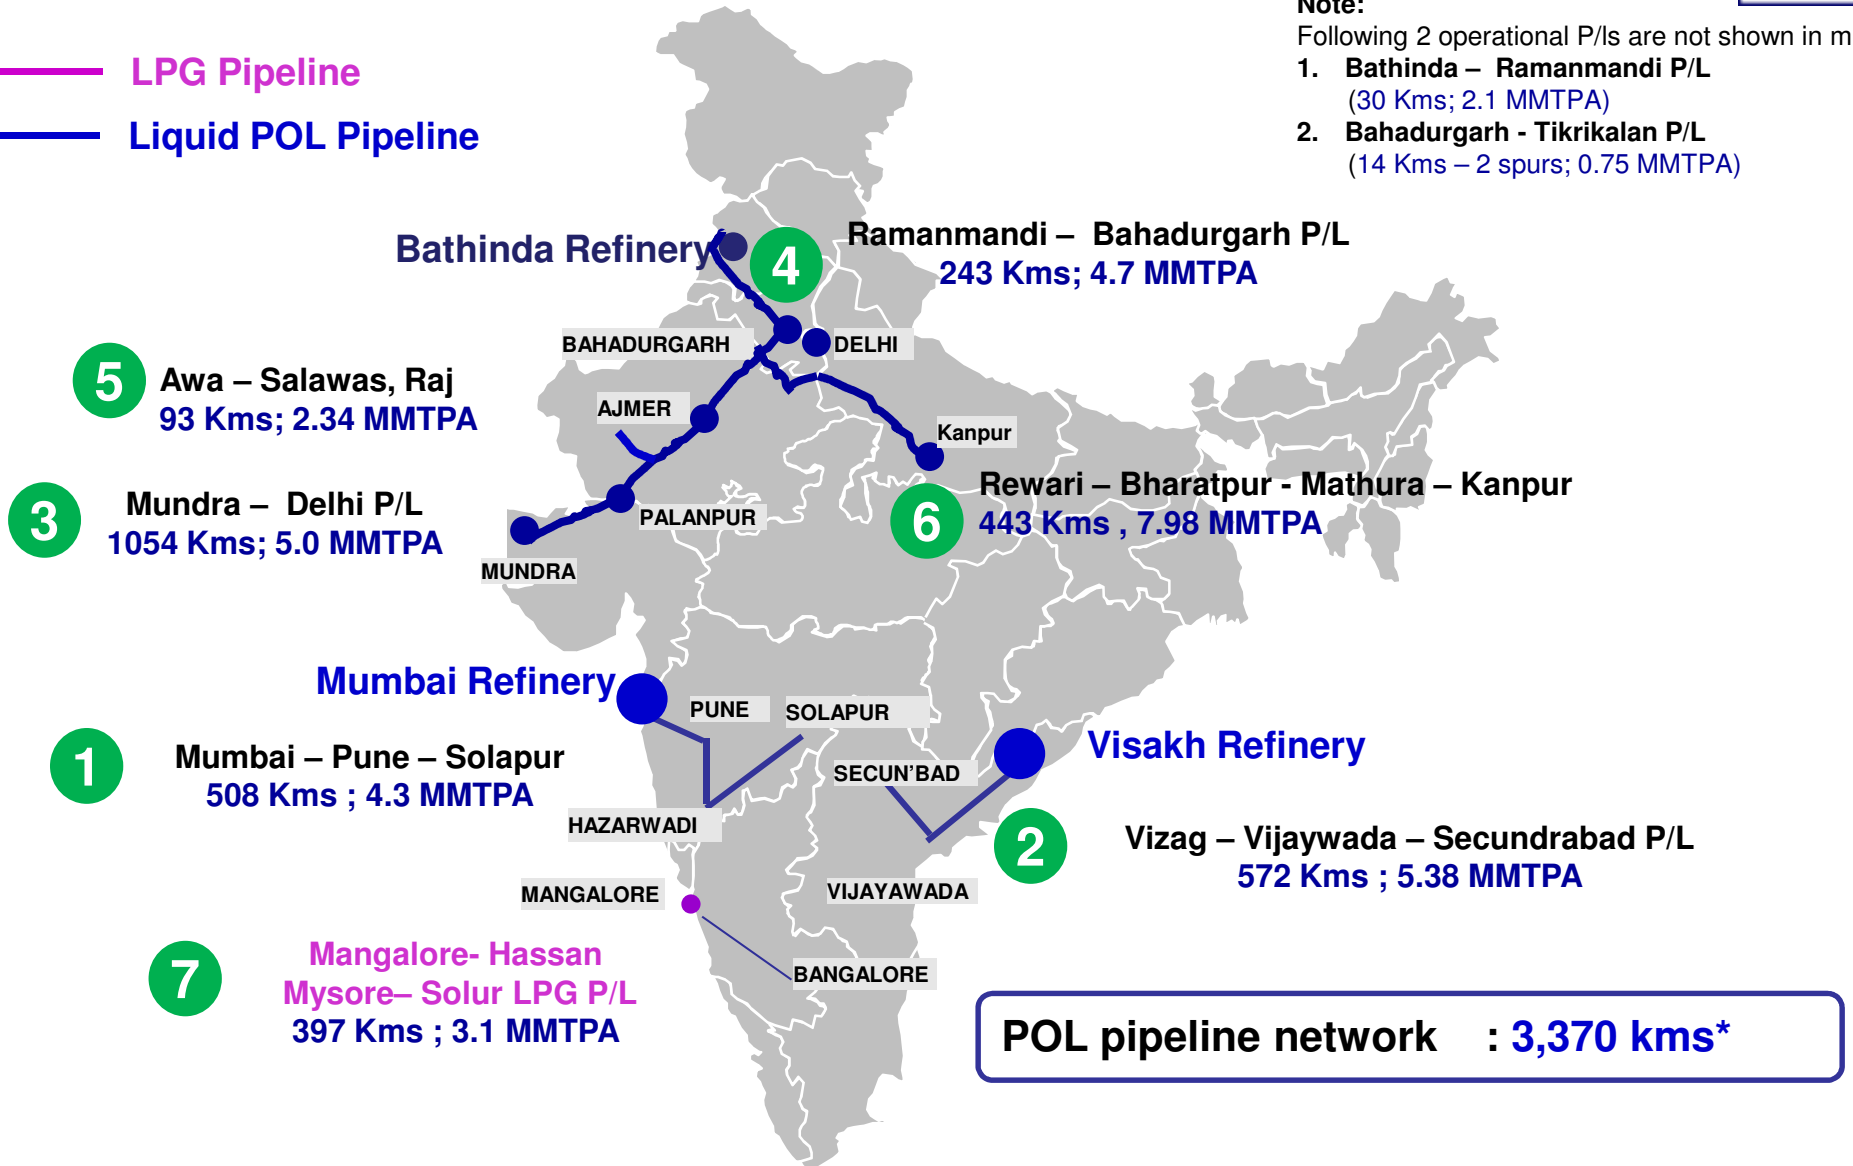 Note:
Following 2 operational P/ls are not shown in m
1. Bathinda – Ramanmandi P/L
(30 Kms; 2.1 MMTPA)
2. Bahadurgarh - Tikrikalan P/L
(14 Kms – 2 spurs; 0.75 MMTPA)
LPG Pipeline
Liquid POL Pipeline
Bathinda Refinery
4
Ramanmandi – Bahadurgarh P/L
243 Kms; 4.7 MMTPA
BAHADURGARH
DELHI
5
Awa – Salawas, Raj
93 Kms; 2.34 MMTPA
AJMER
Kanpur
3
Mundra – Delhi P/L
1054 Kms; 5.0 MMTPA
PALANPUR
MUNDRA
6
Rewari – Bharatpur - Mathura – Kanpur
443 Kms , 7.98 MMTPA
Mumbai Refinery
PUNE
SOLAPUR
1
Mumbai – Pune – Solapur
508 Kms ; 4.3 MMTPA
HAZARWADI
SECUN'BAD
Visakh Refinery
2
Vizag – Vijaywada – Secundrabad P/L
572 Kms ; 5.38 MMTPA
MANGALORE
VIJAYAWADA
7
Mangalore- Hassan
Mysore– Solur LPG P/L
397 Kms ; 3.1 MMTPA
BANGALORE
POL pipeline network : 3,370 kms*